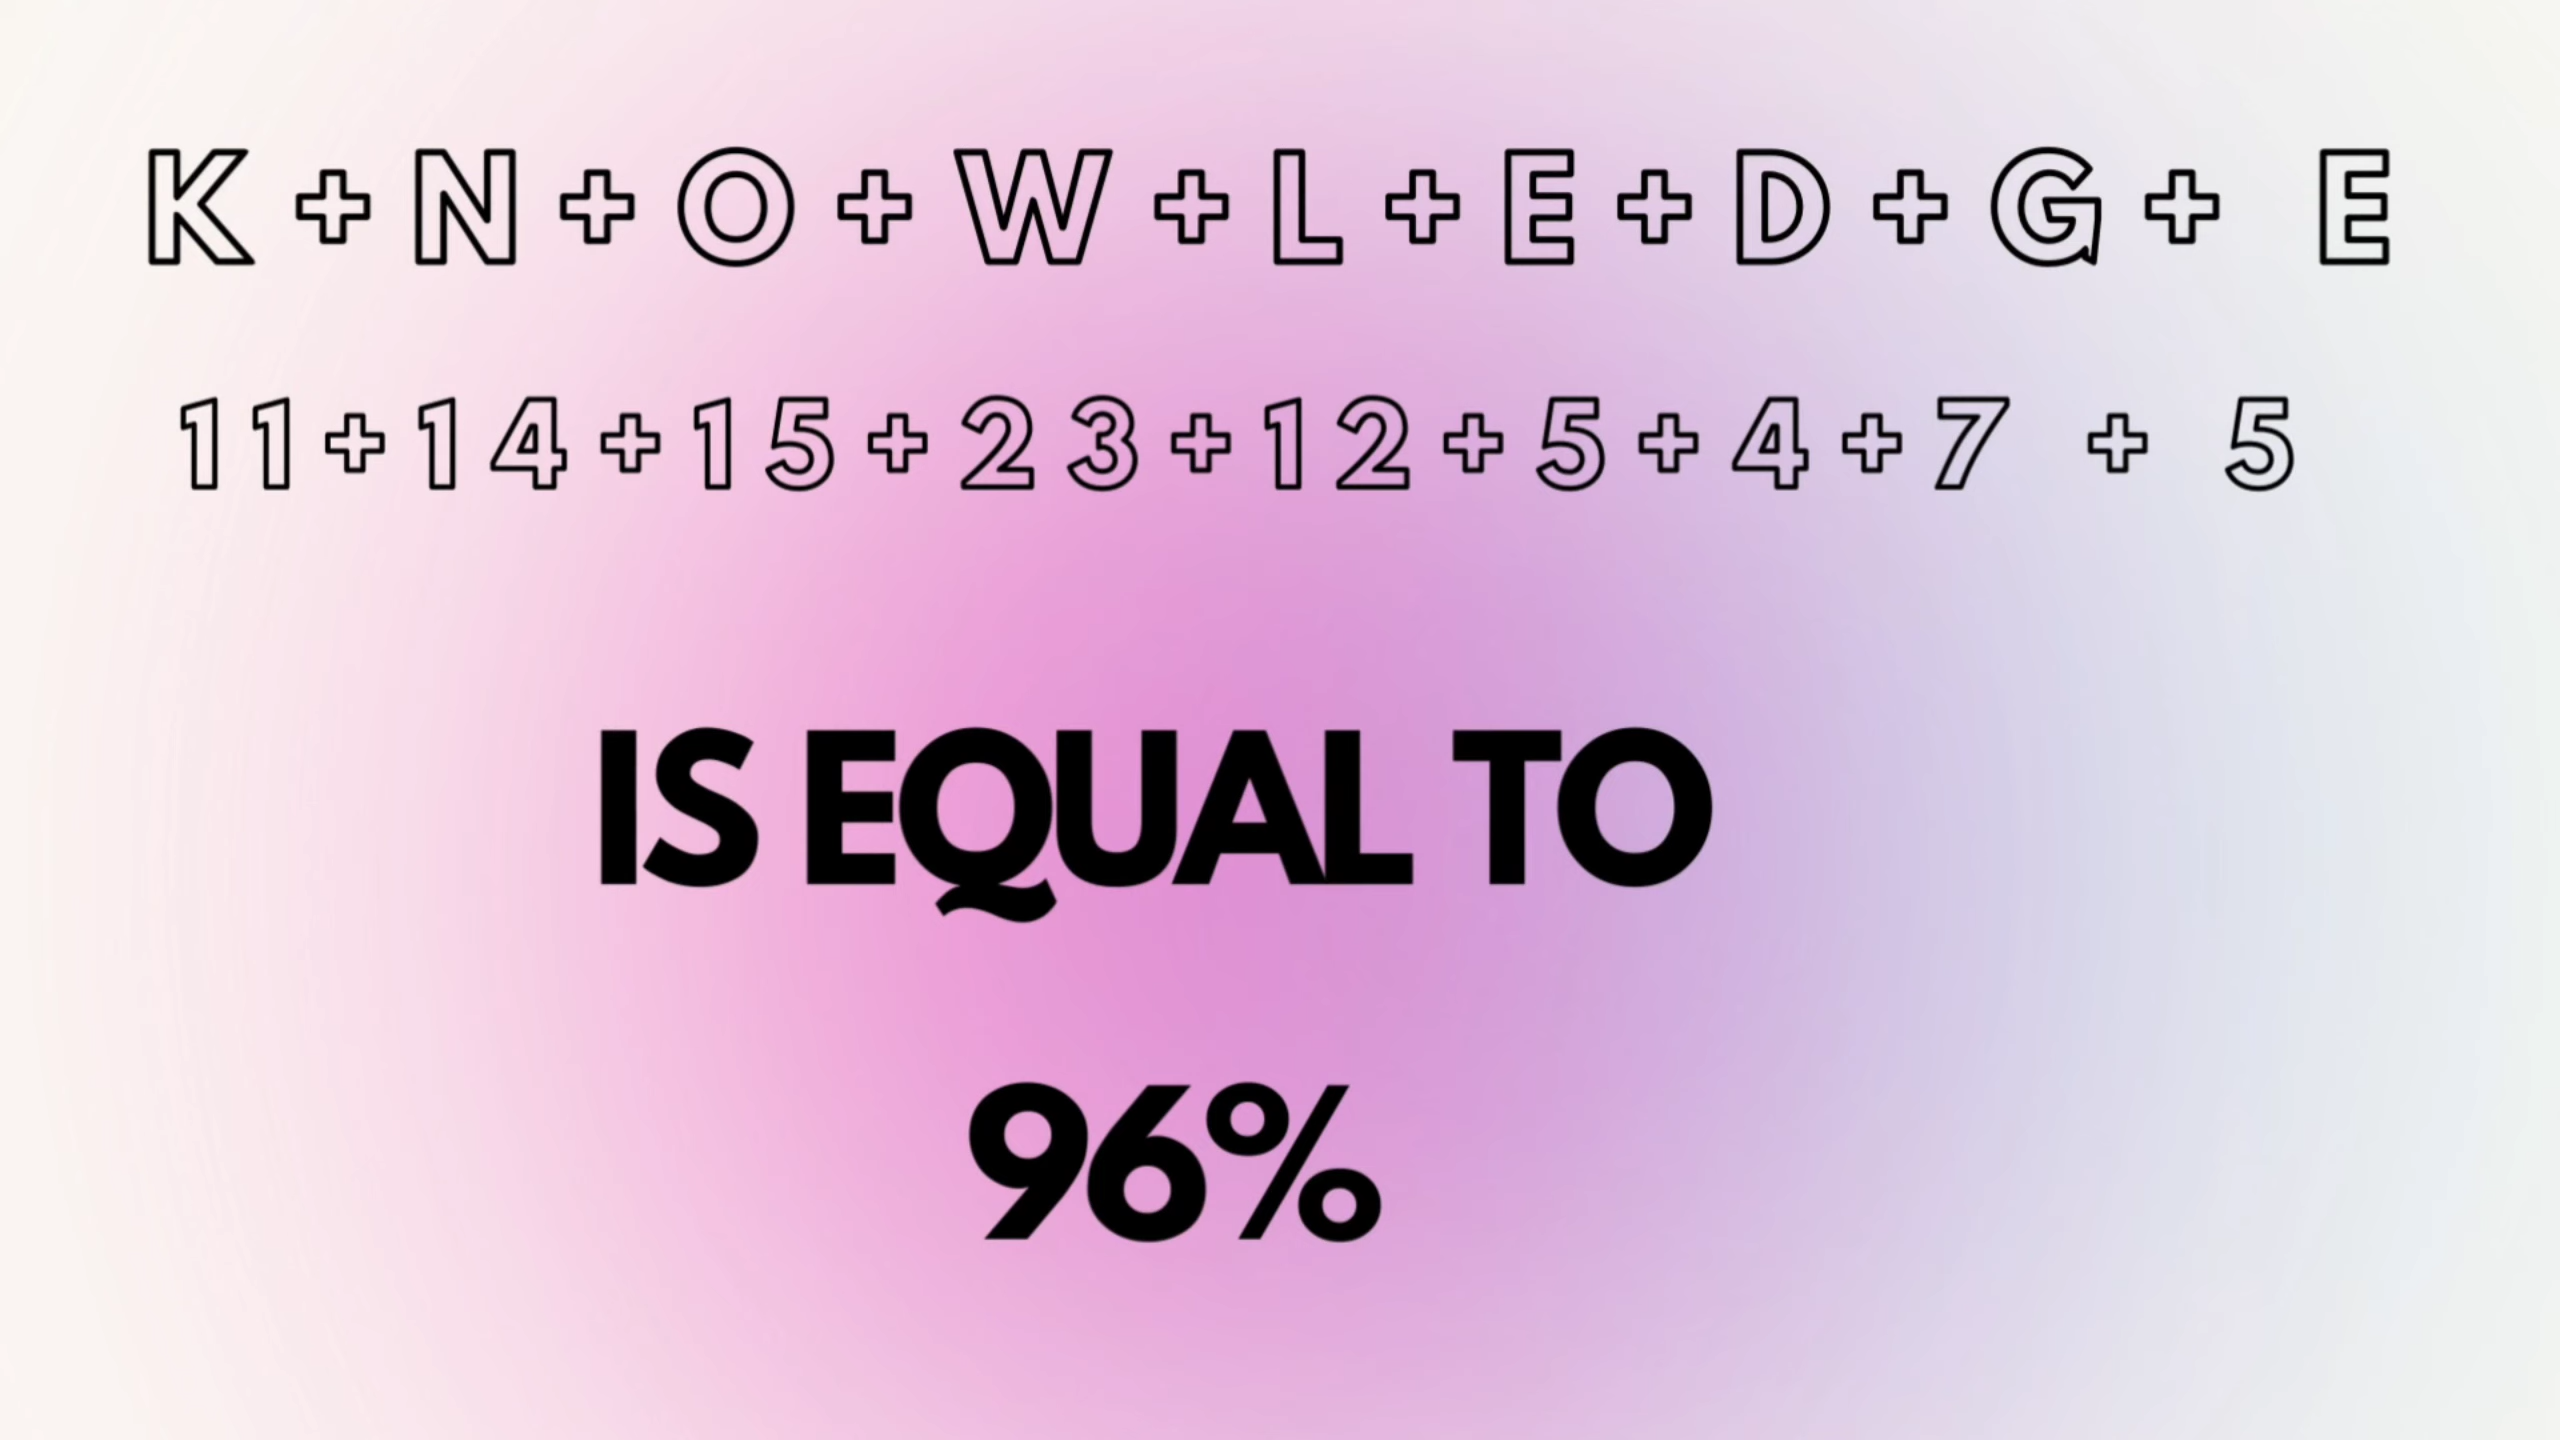 K + N + O + W + L + E + D + G + E
11 + 14 + 15 + 23 + 12 + 5 + 4 + 7 + 5
IS EQUAL TO
96%